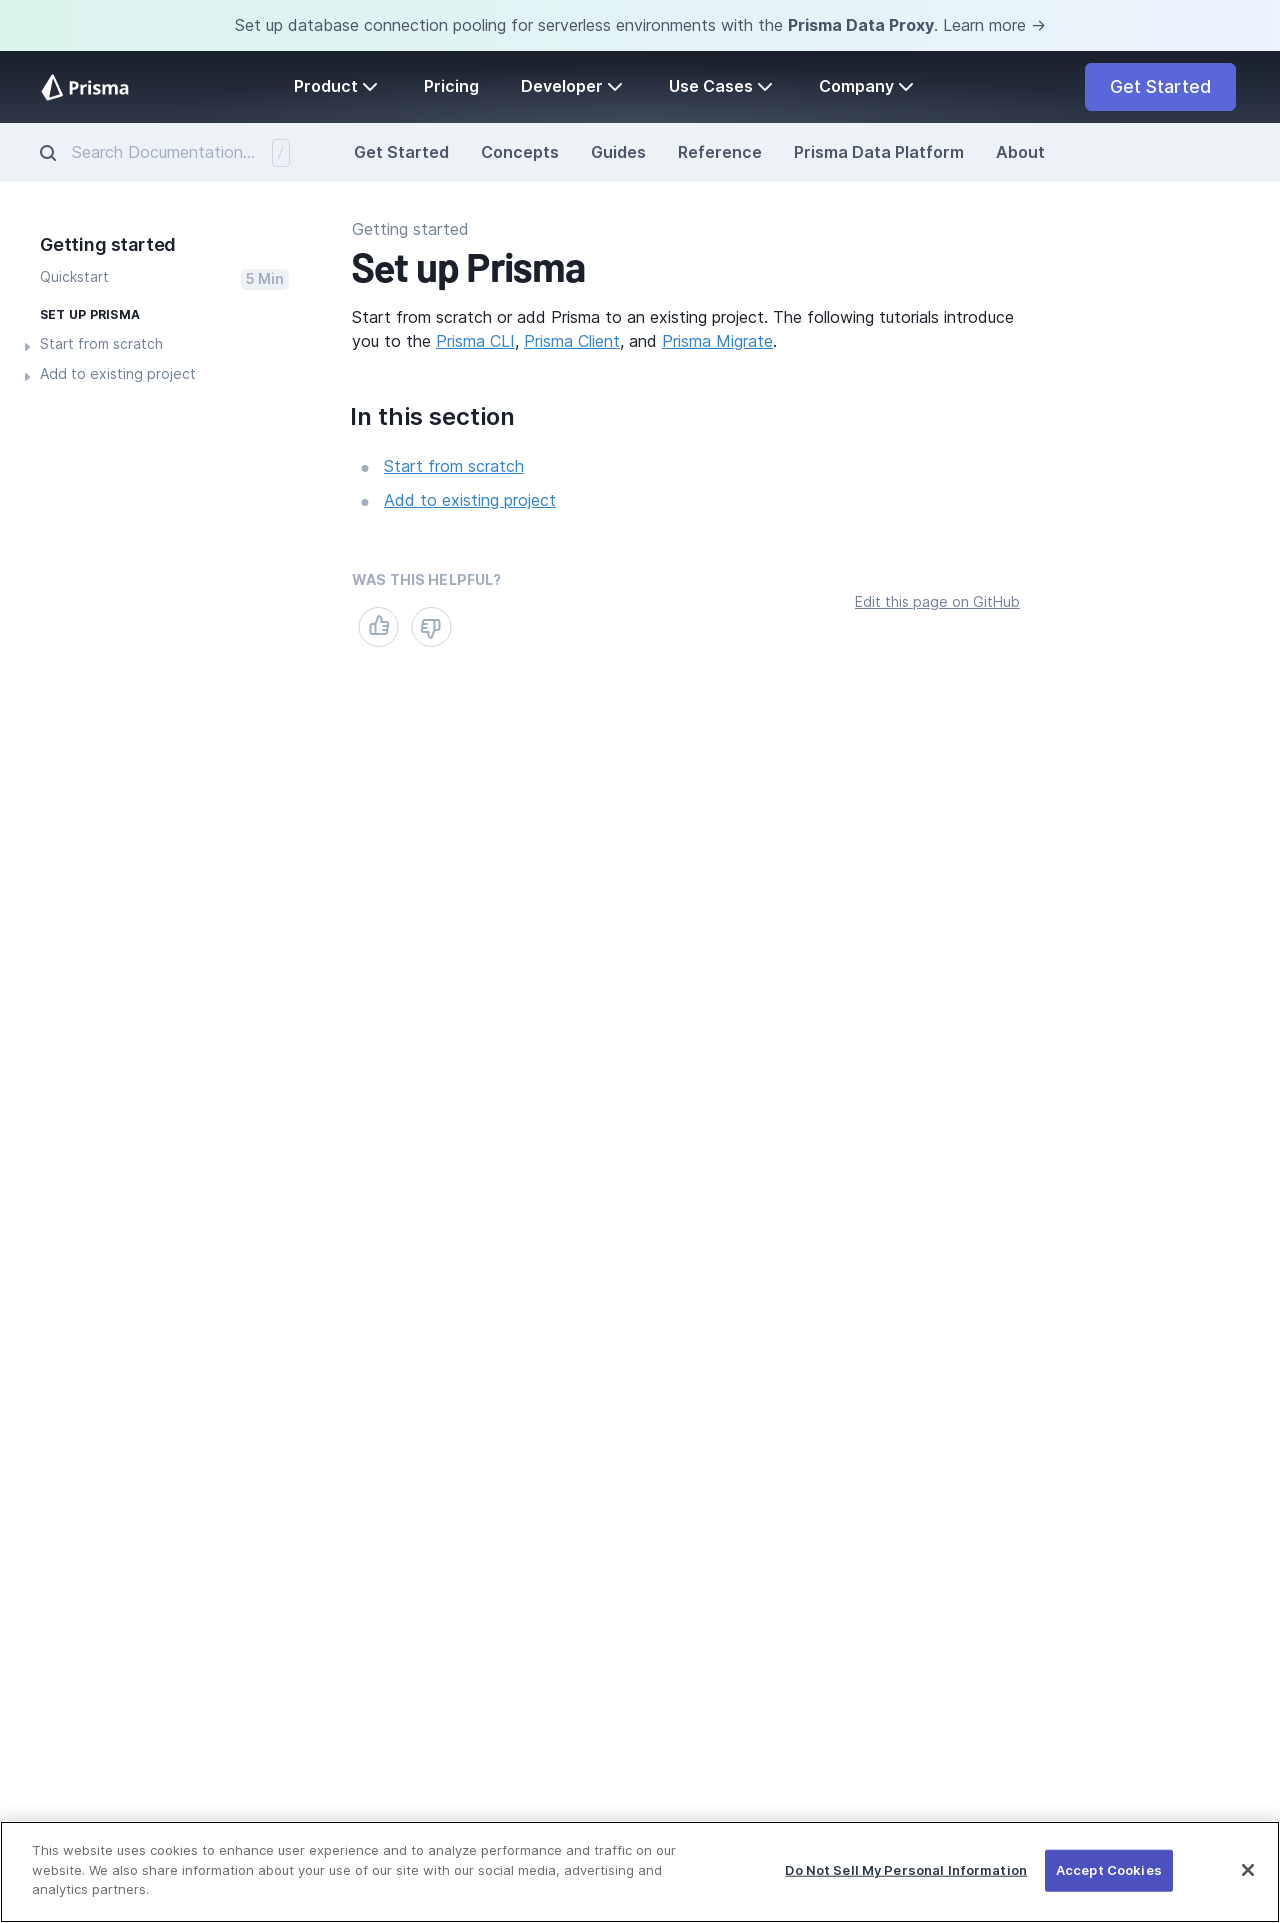 Set up database connection pooling for serverless environments with the Prisma Data Proxy. Learn more →
Prisma
Product
Pricing
Developer
Use Cases
Company
Get Started
Search Documentation...
/
Get Started
Concepts
Guides
Reference
Prisma Data Platform
About
Getting started
Quickstart
5 Min
SET UP PRISMA
Start from scratch
Add to existing project
Getting started
Set up Prisma
Start from scratch or add Prisma to an existing project. The following tutorials introduce
you to the Prisma CLI, Prisma Client, and Prisma Migrate.
In this section
Start from scratch
Add to existing project
WAS THIS HELPFUL?
Edit this page on GitHub
This website uses cookies to enhance user experience and to analyze performance and traffic on our
website. We also share information about your use of our site with our social media, advertising and
analytics partners.
Do Not Sell My Personal Information
Accept Cookies